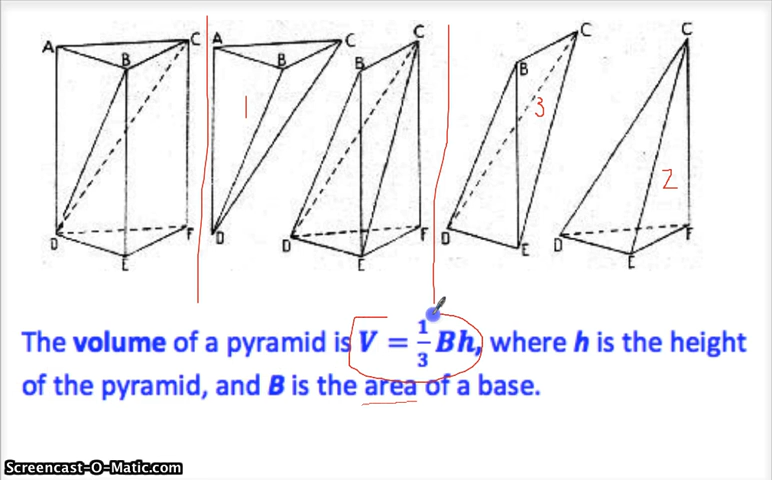 A C A C C C C
B B B B
1 3 2
D F D D F D D F
E E E E
The volume of a pyramid is V = 1/3 Bh, where h is the height
of the pyramid, and B is the area of a base.
Screencast-O-Matic.com